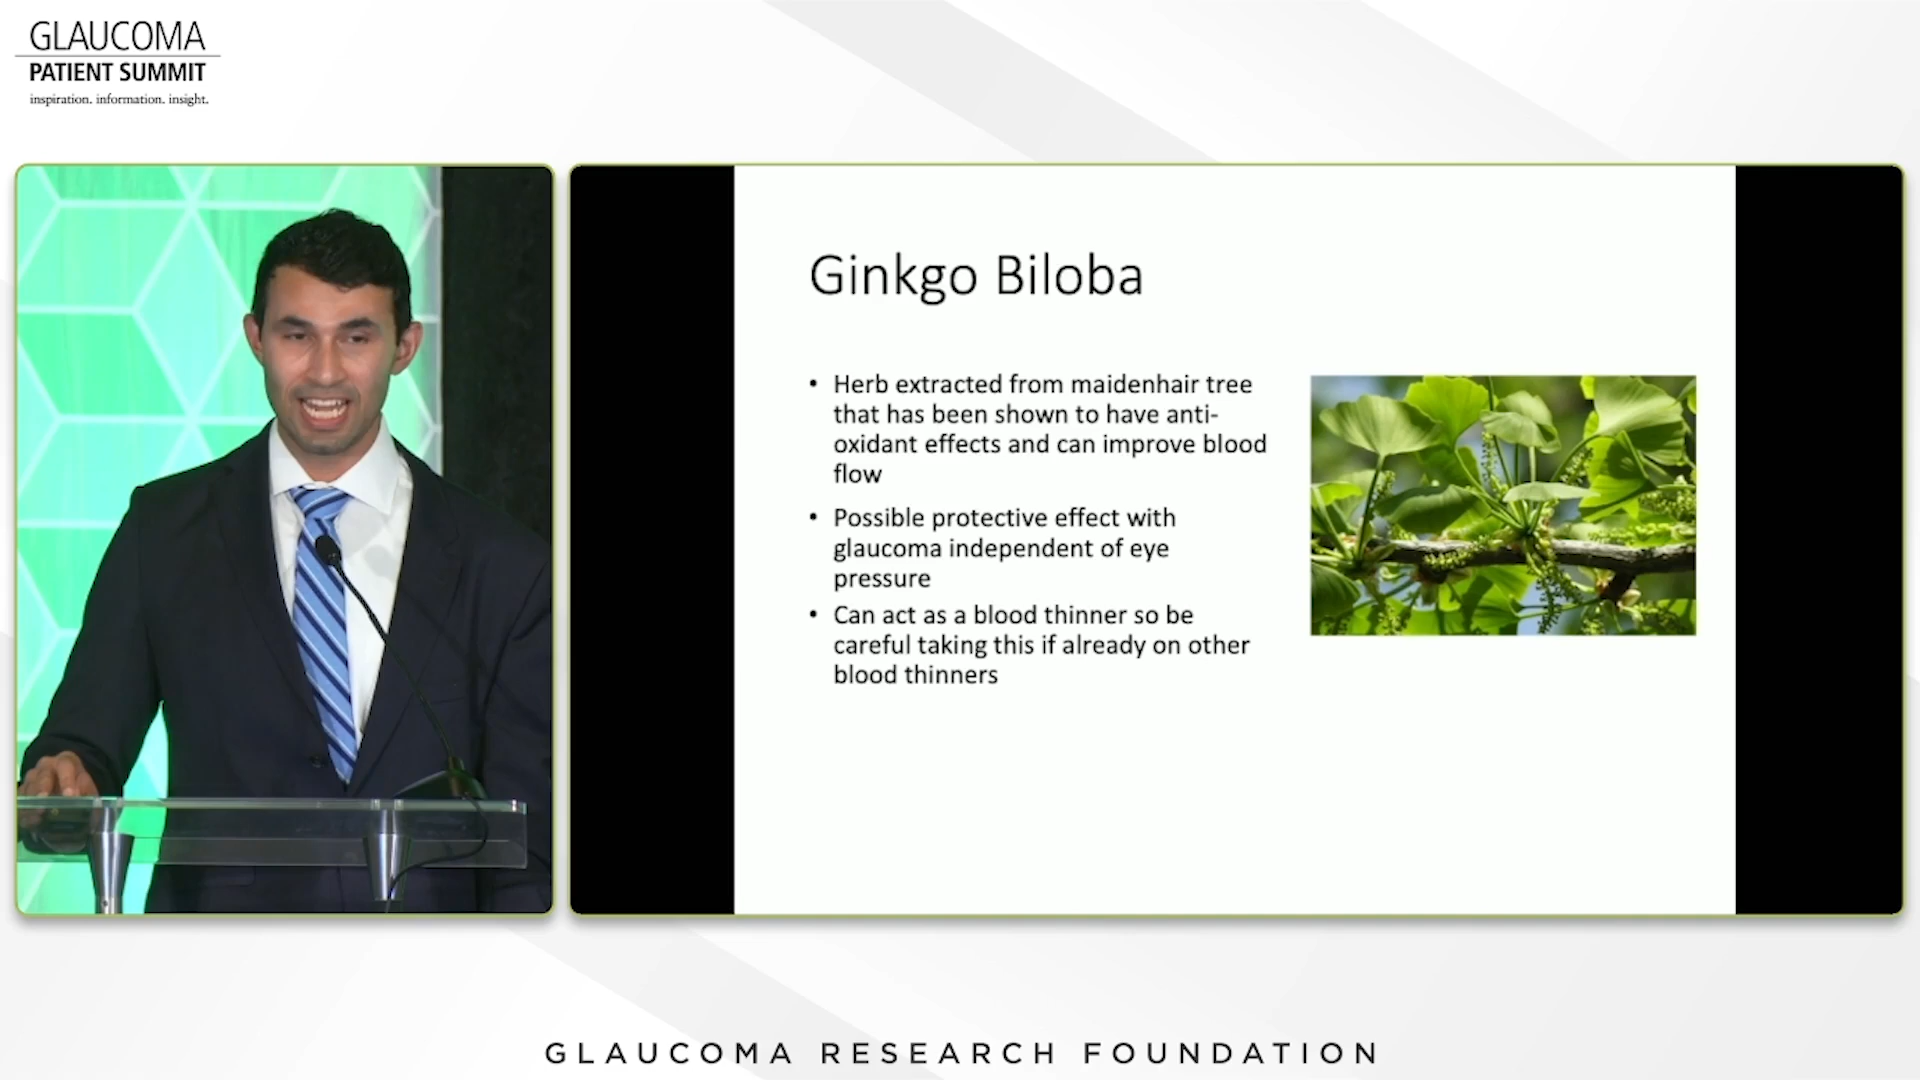 GLAUCOMA
PATIENT SUMMIT
inspiration. information. insight.
Ginkgo Biloba
• Herb extracted from maidenhair tree
that has been shown to have anti-
oxidant effects and can improve blood
flow
• Possible protective effect with
glaucoma independent of eye
pressure
• Can act as a blood thinner so be
careful taking this if already on other
blood thinners
GLAUCOMA RESEARCH FOUNDATION